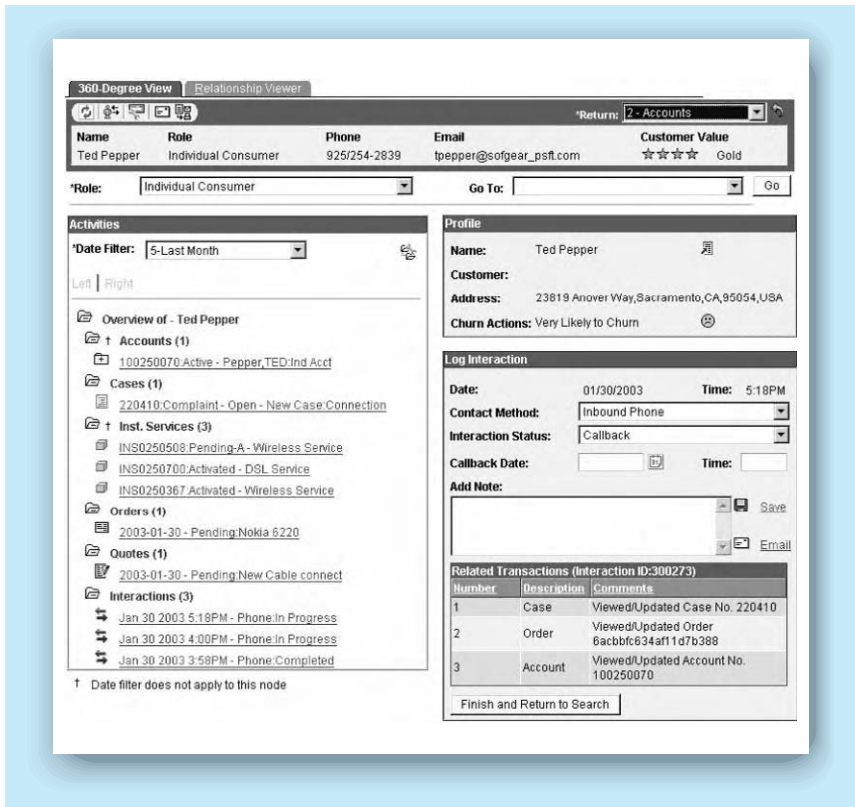 360-Degree View Relationship Viewer
*Return: 2 - Accounts
Name Role Phone Email Customer Value
Ted Pepper Individual Consumer 925/254-2839 tpepper@sofgear_psft.com Gold
*Role: Individual Consumer Go To: Go
Activities
*Date Filter: 5-Last Month
Left | Right
Overview of - Ted Pepper
† Accounts (1)
100250070:Active - Pepper,TED:Ind Acct
Cases (1)
220410:Complaint - Open - New Case:Connection
† Inst. Services (3)
INS0250508:Pending-A - Wireless Service
INS0250700:Activated - DSL Service
INS0250367:Activated - Wireless Service
Orders (1)
2003-01-30 - Pending:Nokia 6220
Quotes (1)
2003-01-30 - Pending:New Cable connect
Interactions (3)
Jan 30 2003 5:18PM - Phone:In Progress
Jan 30 2003 4:00PM - Phone:In Progress
Jan 30 2003 3:58PM - Phone:Completed
† Date filter does not apply to this node
Profile
Name: Ted Pepper
Customer:
Address: 23819 Anover Way,Sacramento,CA,95054,USA
Churn Actions: Very Likely to Churn
Log Interaction
Date: 01/30/2003 Time: 5:18PM
Contact Method: Inbound Phone
Interaction Status: Callback
Callback Date: Time:
Add Note:
Save
Email
Related Transactions (Interaction ID:300273)
Number Description Comments
1 Case Viewed/Updated Case No. 220410
2 Order Viewed/Updated Order
6acbbfc634af11d7b388
3 Account Viewed/Updated Account No.
100250070
Finish and Return to Search